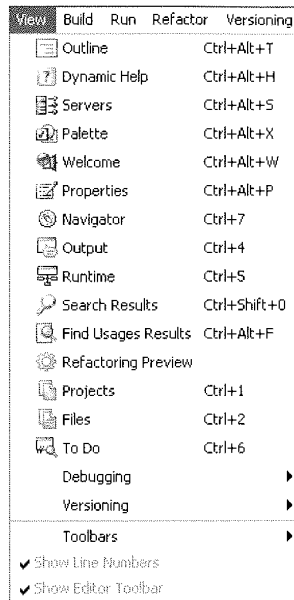 View Build Run Refactor Versioning
Outline Ctrl+Alt+T
Dynamic Help Ctrl+Alt+H
Servers Ctrl+Alt+S
Palette Ctrl+Alt+X
Welcome Ctrl+Alt+W
Properties Ctrl+Alt+P
Navigator Ctrl+7
Output Ctrl+4
Runtime Ctrl+5
Search Results Ctrl+Shift+0
Find Usages Results Ctrl+Alt+F
Refactoring Preview
Projects Ctrl+1
Files Ctrl+2
To Do Ctrl+6
Debugging
Versioning
Toolbars
Show Line Numbers
Show Editor Toolbar